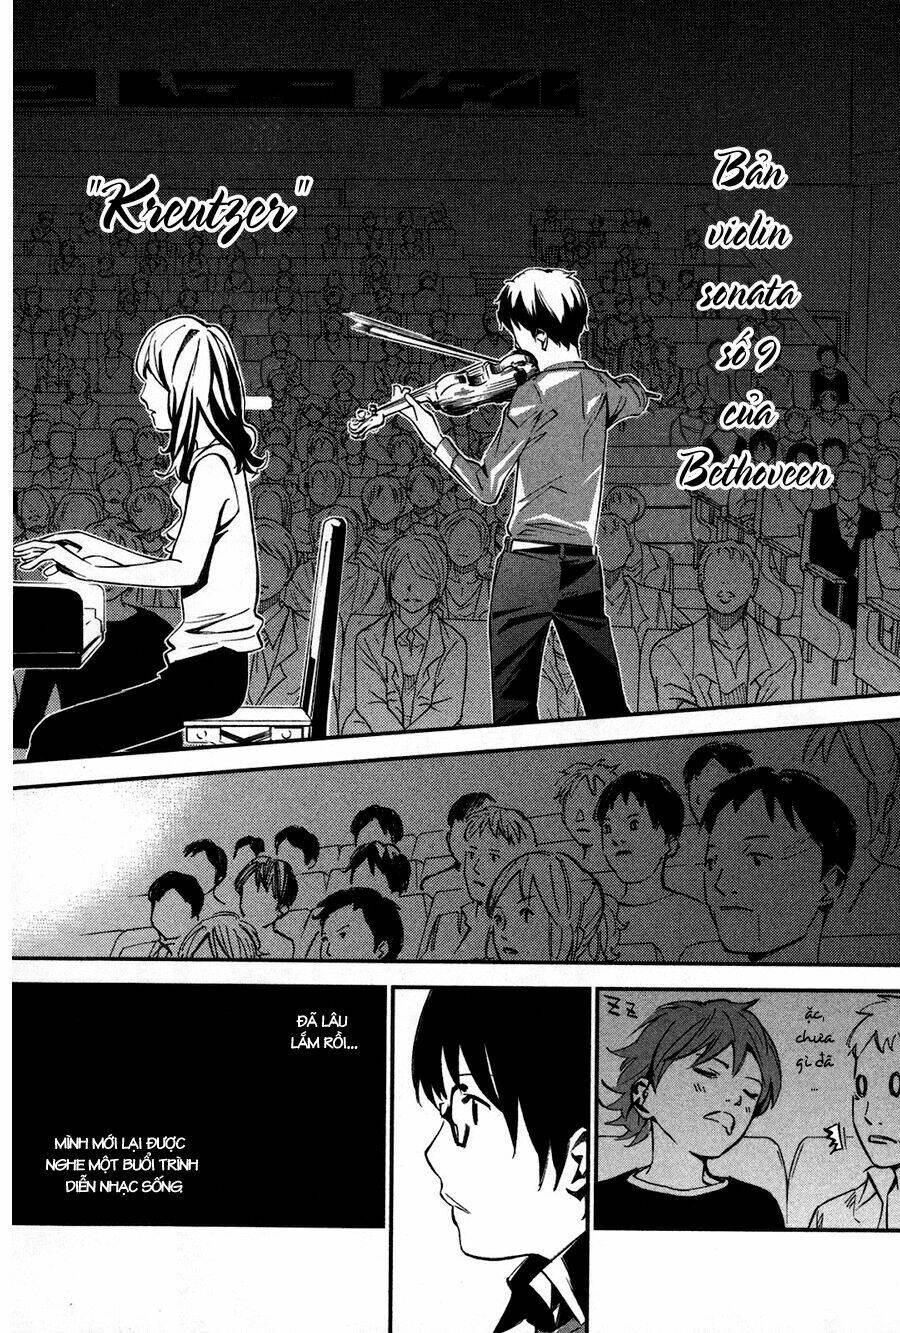 Bản
violin
sonata
số 9
của
Bethoveen
"Kreutzer"
ZZ
ặc,
chưa
gì đã
...
ĐÃ LÂU
LẮM RỒI...
MÌNH MỚI LẠI ĐƯỢC
NGHE MỘT BUỔI TRÌNH
DIỄN NHẠC SỐNG.